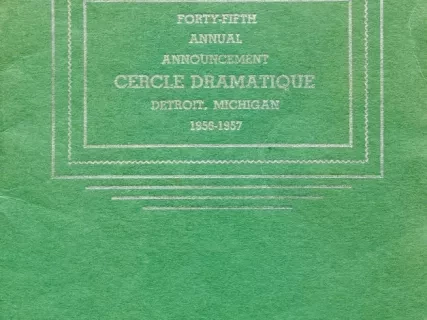 FORTY-FIFTH
ANNUAL
ANNOUNCEMENT
CERCLE DRAMATIQUE
DETROIT, MICHIGAN
1956-1957